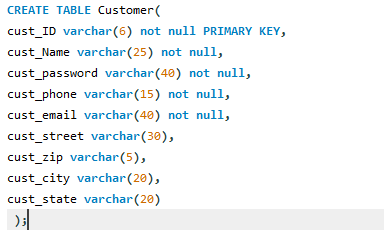 CREATE TABLE Customer(
cust_ID varchar(6) not null PRIMARY KEY,
cust_Name varchar(25) not null,
cust_password varchar(40) not null,
cust_phone varchar(15) not null,
cust_email varchar(40) not null,
cust_street varchar(30),
cust_zip varchar(5),
cust_city varchar(20),
cust_state varchar(20)
);